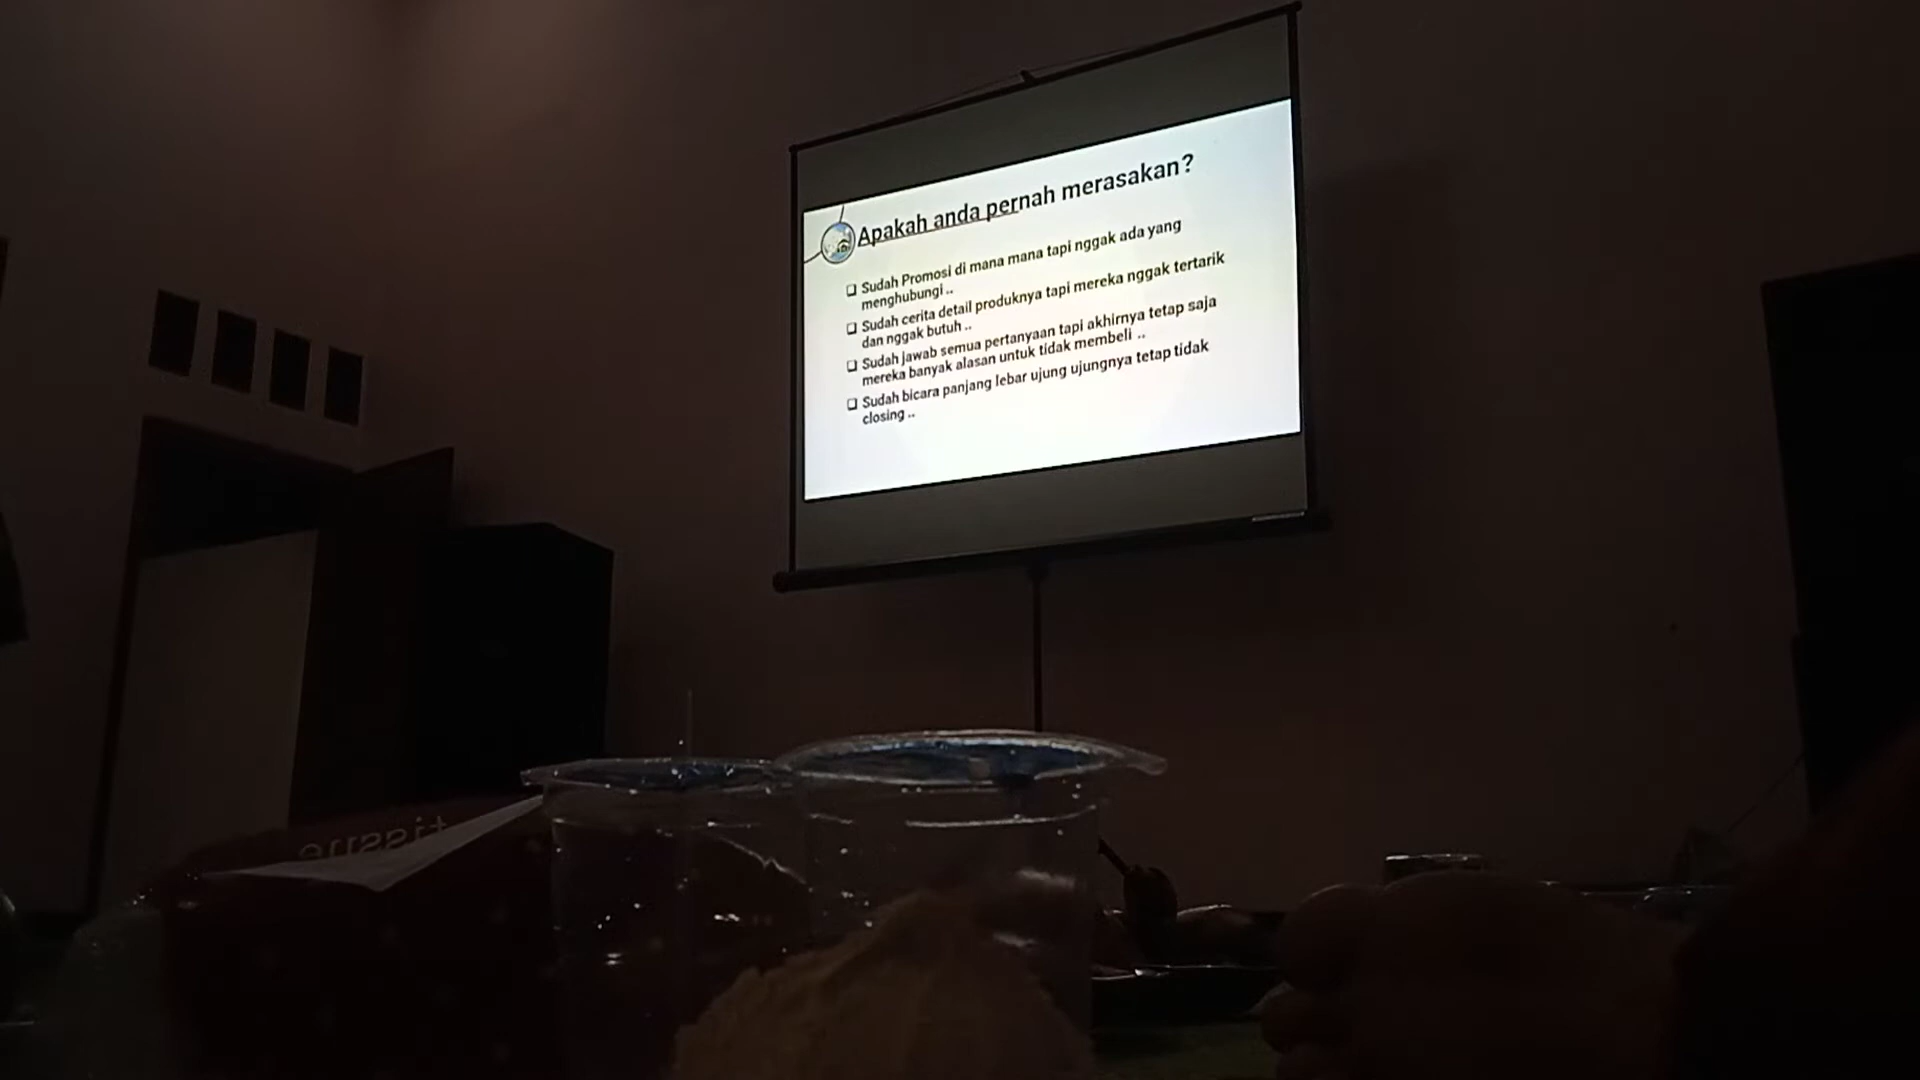 Apakah anda pernah merasakan?
❑ Sudah Promosi di mana mana tapi nggak ada yang
menghubungi ..
❑ Sudah cerita detail produknya tapi mereka nggak tertarik
dan nggak butuh ..
❑ Sudah jawab semua pertanyaan tapi akhirnya tetap saja
mereka banyak alasan untuk tidak membeli ..
❑ Sudah bicara panjang lebar ujung ujungnya tetap tidak
closing ..
tissue